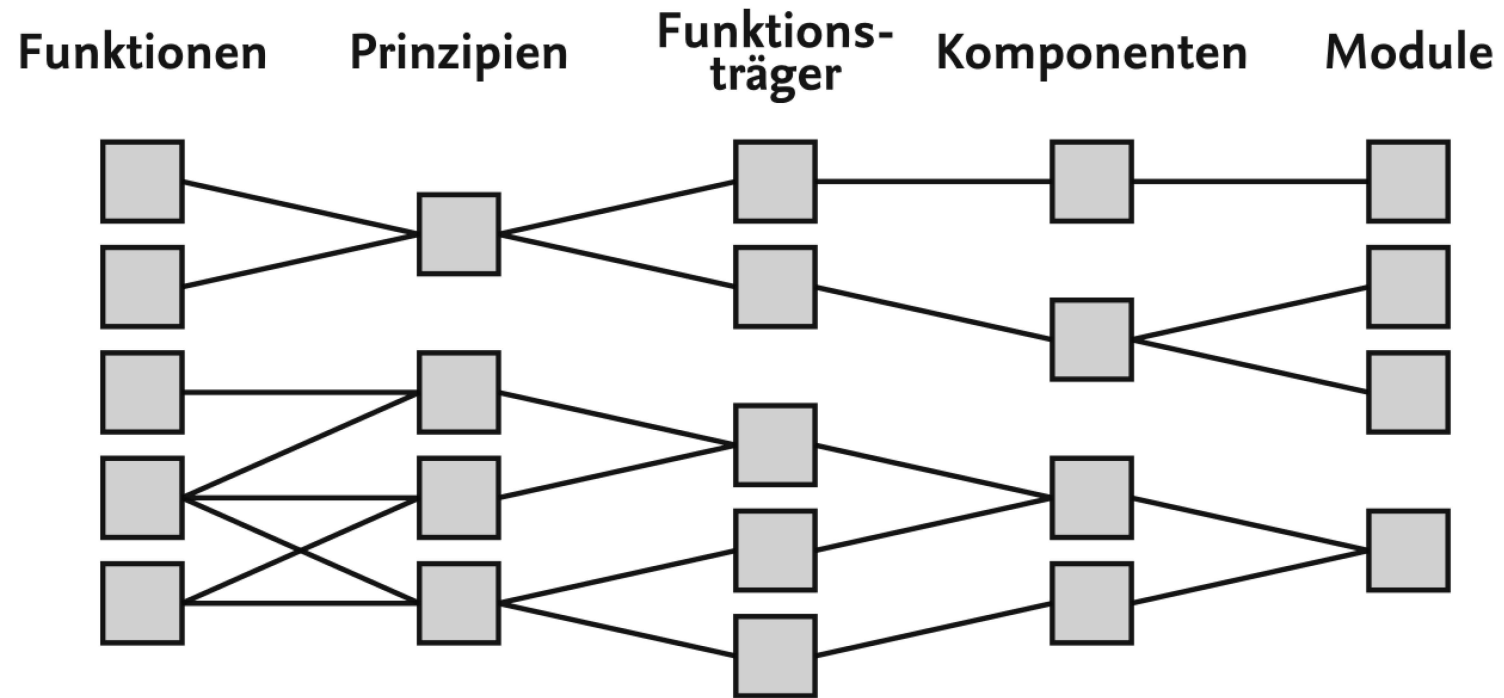 Funktionen
Prinzipien
Funktions-
träger
Komponenten
Module